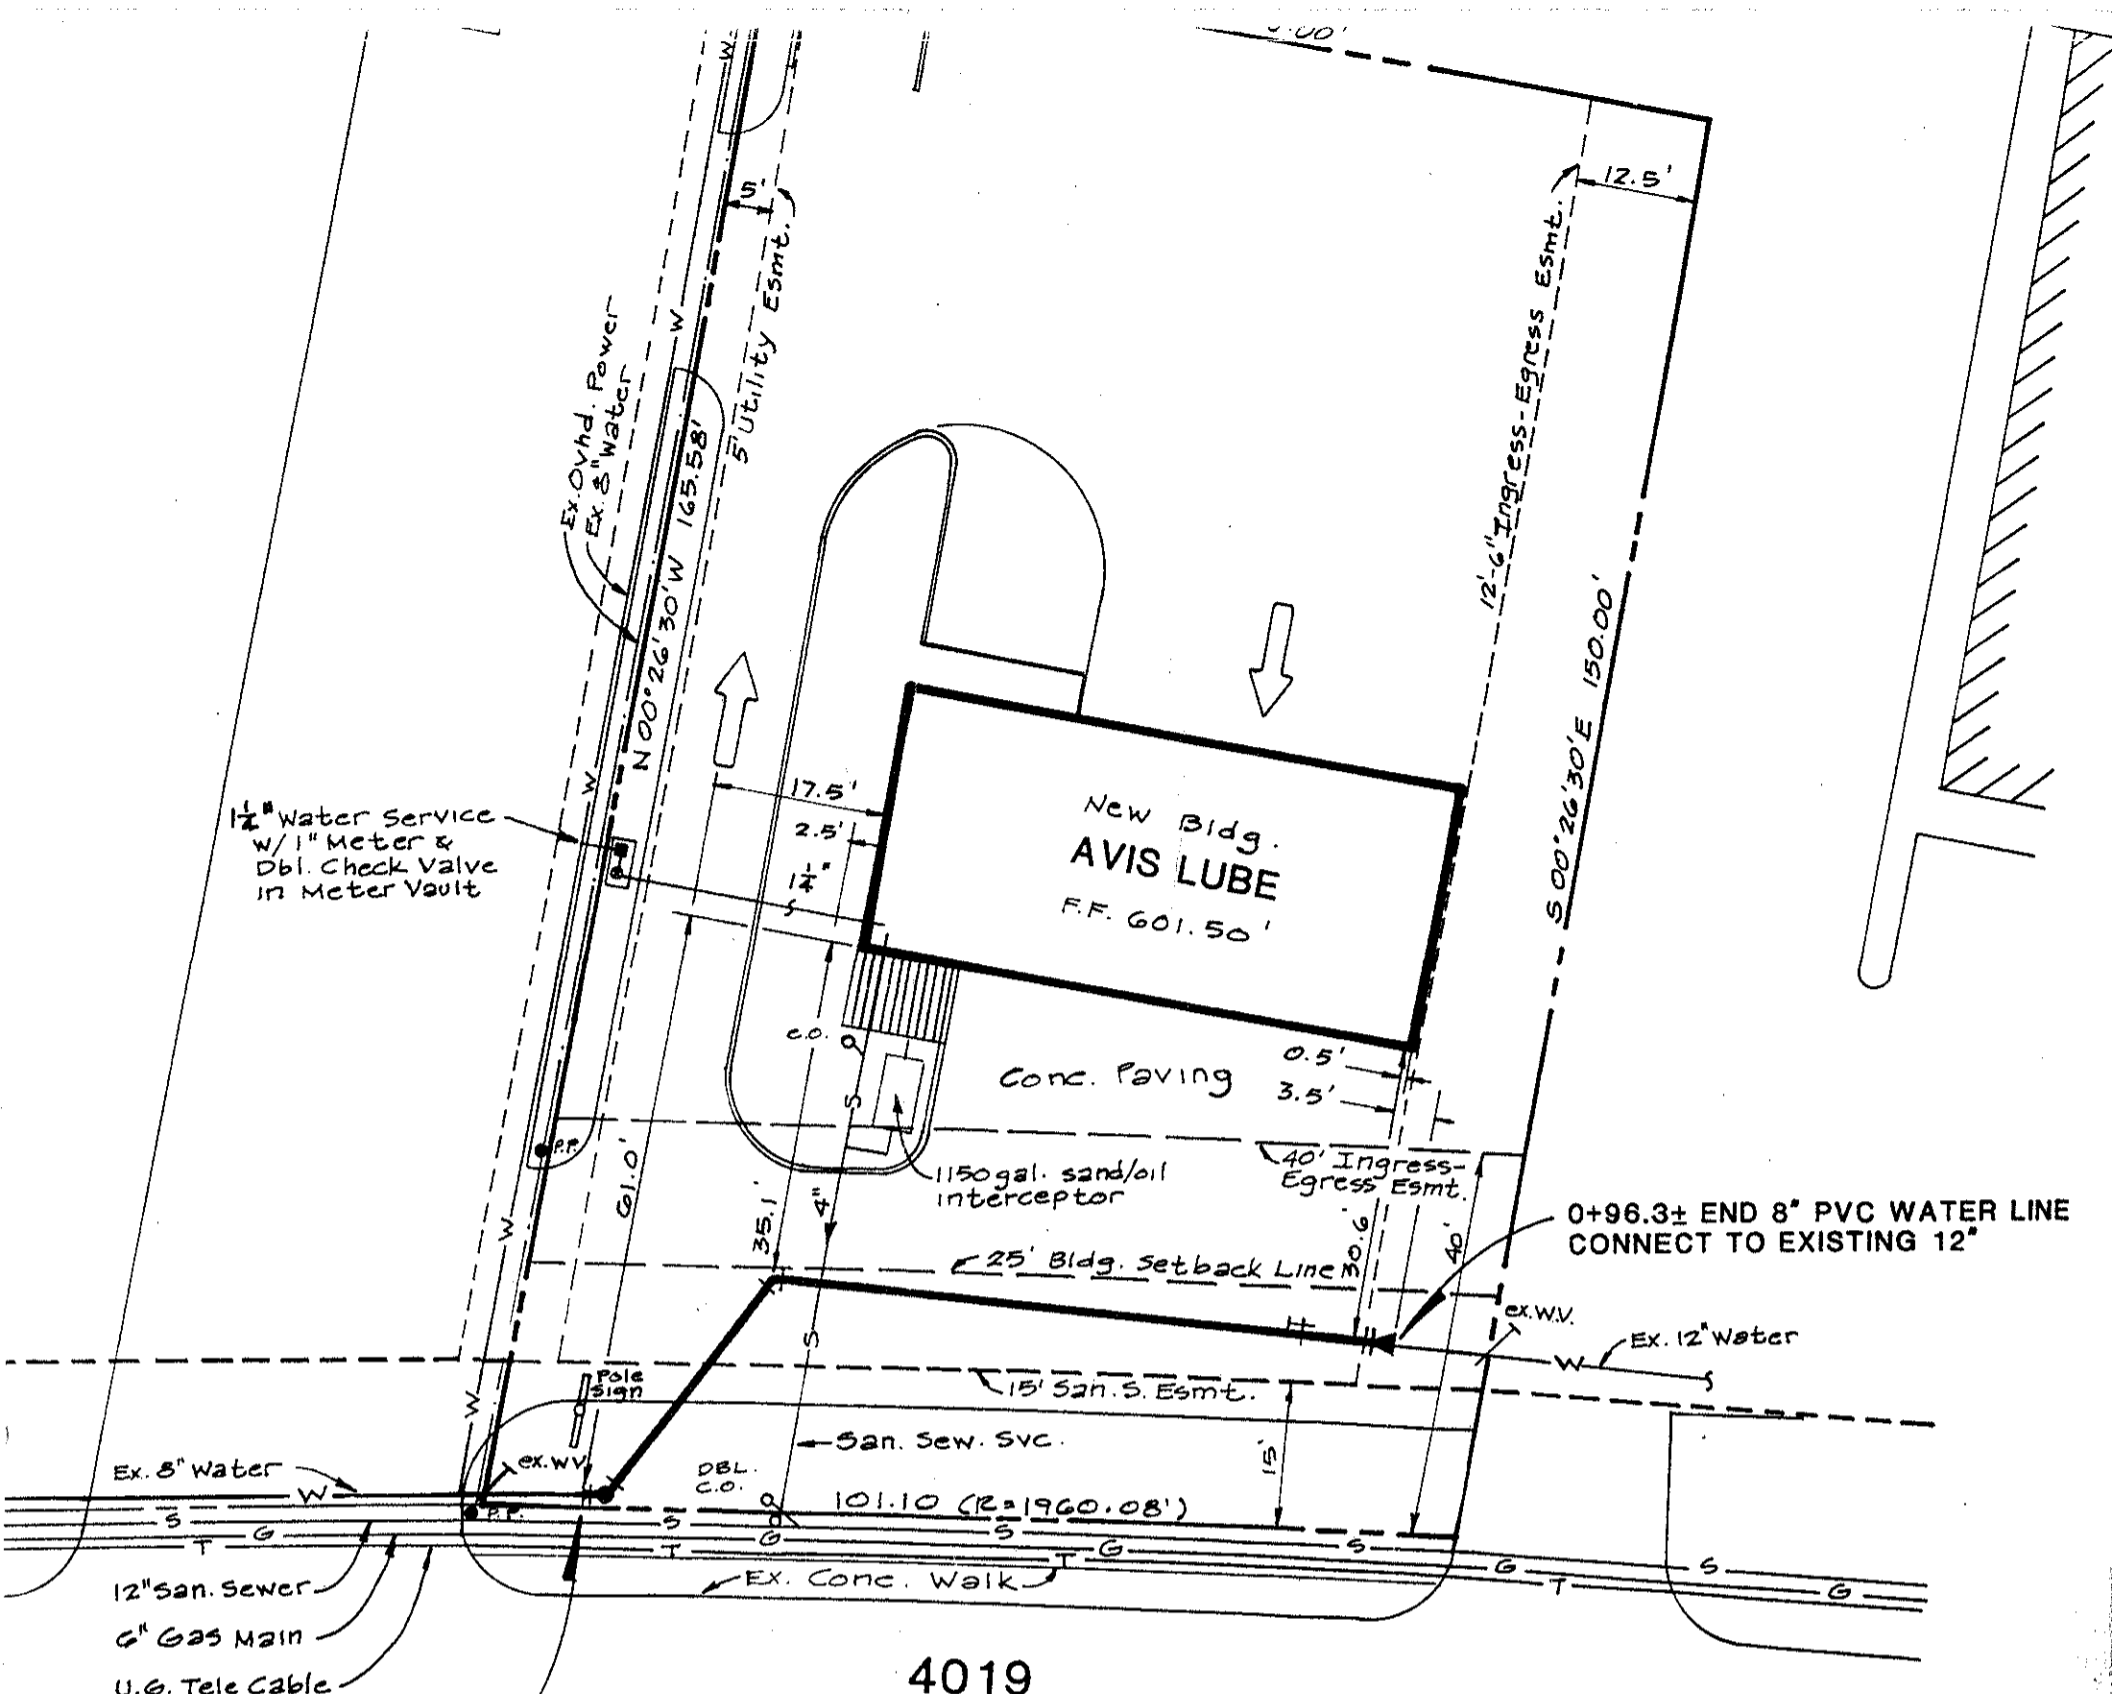 5'
5' Utility Esmt.
12.5'
12'-6" Ingress-Egress Esmt.
Ex. Ovhd. Power
Ex. 8" Water
W
W
N 00°26'30"W 165.58'
S 00°26'30"E 150.00'
17.5'
2.5'
1¼"
New Bldg.
AVIS LUBE
F.F. 601.50'
1¼" Water Service
W/ 1" Meter &
Dbl. Check Valve
in Meter Vault
W
c.o.
S
Conc. Paving
0.5'
3.5'
P.P.
61.0'
35.1'
4"
1150 gal. sand/oil
interceptor
40' Ingress-
Egress Esmt.
30.6'
40'
0+96.3± END 8" PVC WATER LINE
CONNECT TO EXISTING 12"
W
25' Bldg. Setback Line
ex.W.V.
Ex. 12" Water
W
S
Pole
Sign
15' San. S. Esmt.
15'
W
San. Sew. Svc.
Ex. 8" Water
W
ex. W.V.
DBL.
C.O.
101.10 (R=1960.08')
P.P.
S S S S S
G G G G G
T T T T
Ex. Conc. Walk
12" San. Sewer
6" Gas Main
U.G. Tele Cable
4019